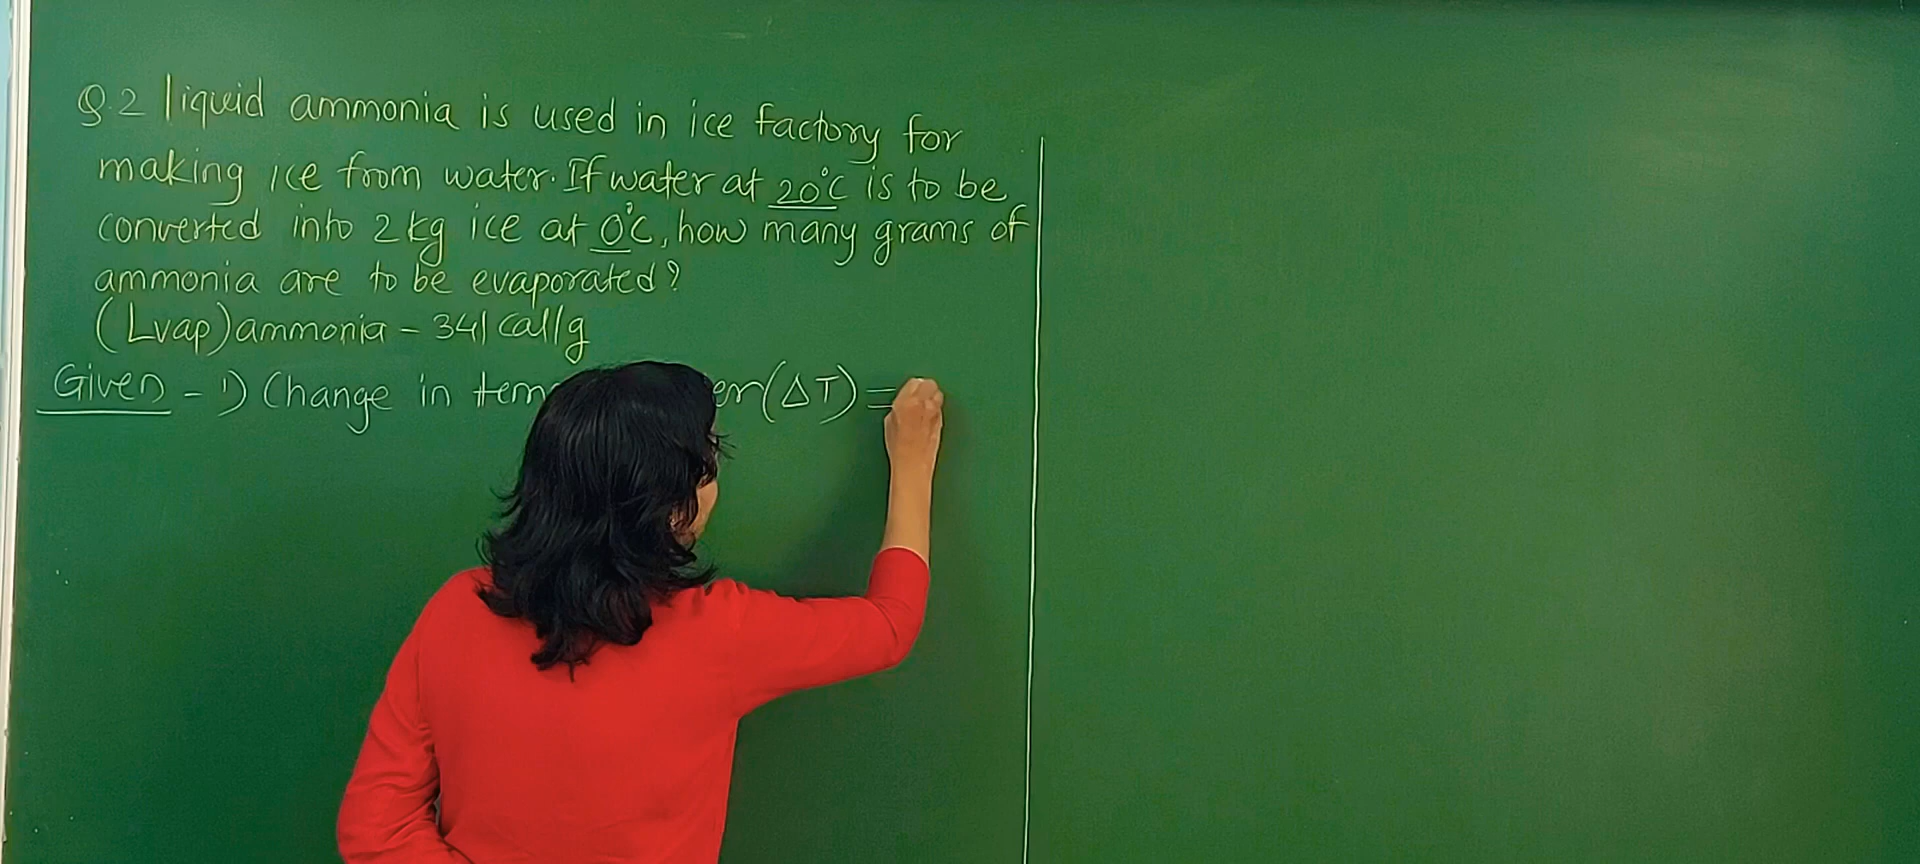 Q.2 liquid ammonia is used in ice factory for
making ice from water. If water at 20°C is to be
converted into 2 kg ice at 0°C, how many grams of
ammonia are to be evaporated?
(Lvap) ammonia - 341 cal/g
Given - 1) Change in (ΔT) =